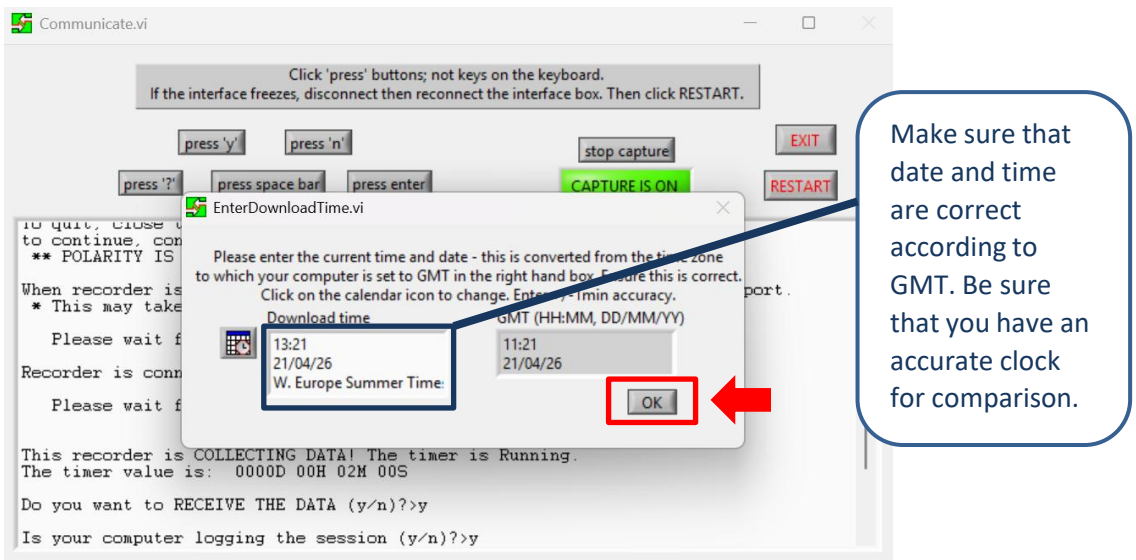 Communicate.vi
Click 'press' buttons; not keys on the keyboard.
If the interface freezes, disconnect then reconnect the interface box. Then click RESTART.
press 'y'
press 'n'
stop capture
EXIT
press '?'
press space bar
press enter
CAPTURE IS ON
RESTART
to continue, con
** POLARITY IS
When recorder is
port.
* This may take
Please wait f
Recorder is conn
Please wait f
This recorder is COLLECTING DATA! The timer is Running.
The timer value is: 0000D 00H 02M 00S
Do you want to RECEIVE THE DATA (y/n)?>y
Is your computer logging the session (y/n)?>y
EnterDownloadTime.vi
Please enter the current time and date - this is converted from the time zone
to which your computer is set to GMT in the right hand box. Ensure this is correct.
Click on the calendar icon to change. Enter +/-1min accuracy.
Download time
13:21
21/04/26
W. Europe Summer Time:
GMT (HH:MM, DD/MM/YY)
11:21
21/04/26
OK
Make sure that
date and time
are correct
according to
GMT. Be sure
that you have an
accurate clock
for comparison.